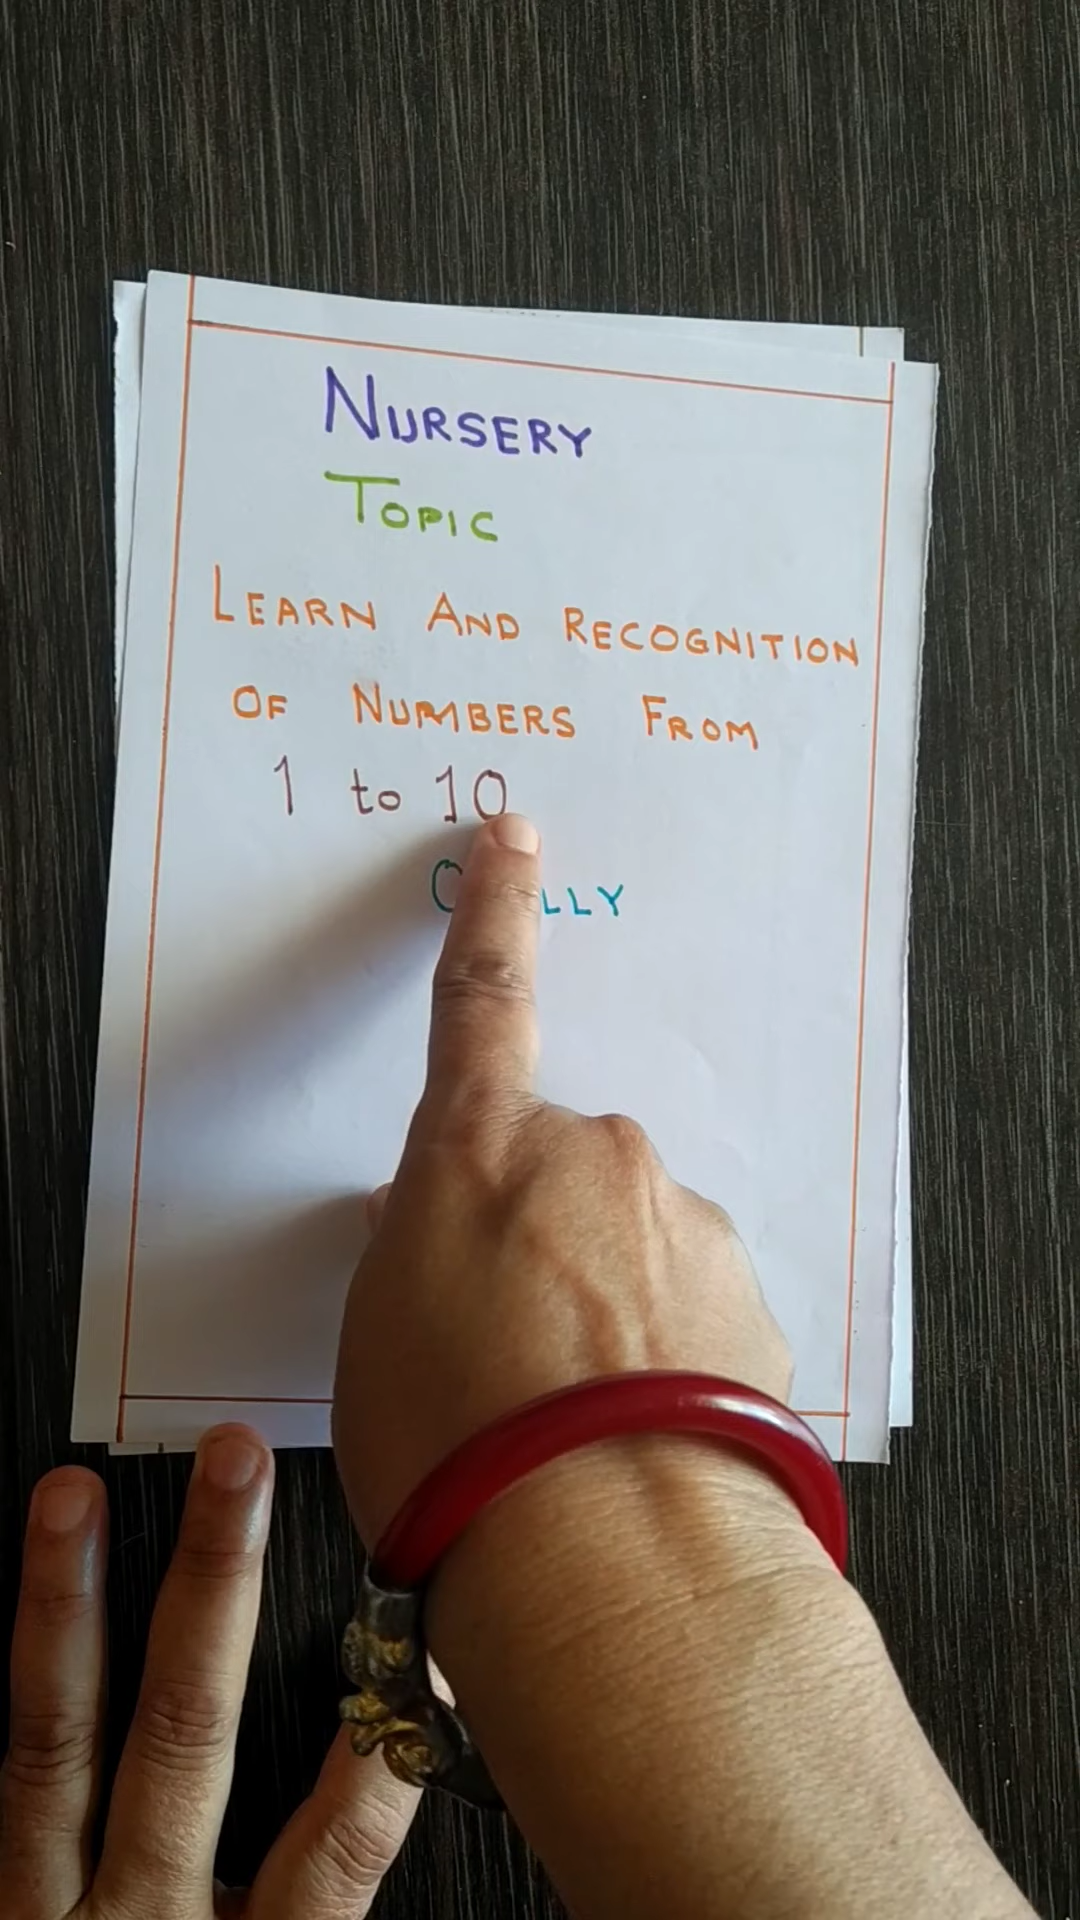 NURSERY
TOPIC
LEARN AND RECOGNITION
OF NUMBERS FROM
1 to 10